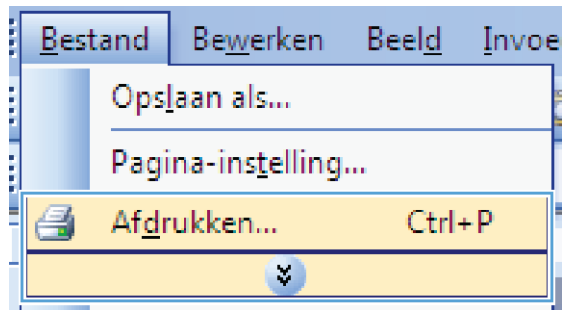 Bestand Bewerken Beeld Invoe
Opslaan als...
Pagina-instelling...
Afdrukken... Ctrl+P